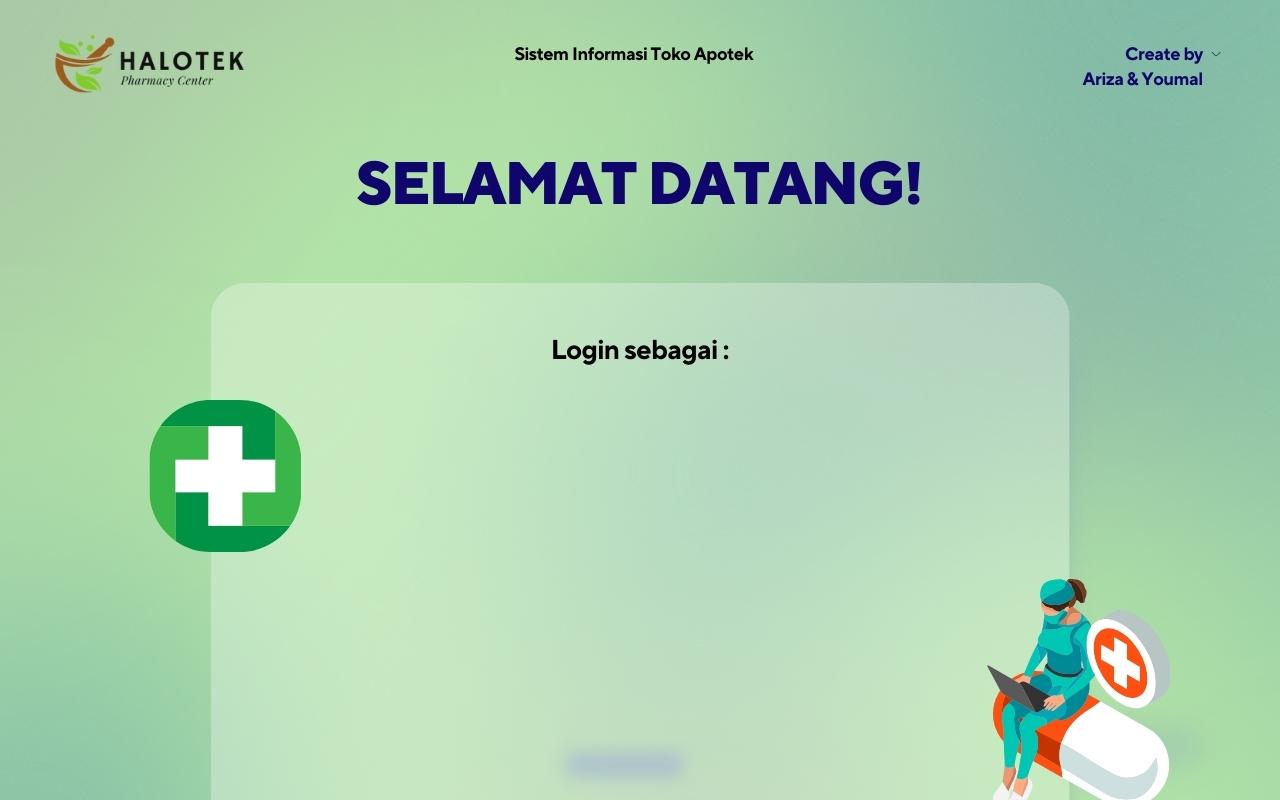 HALOTEK
Pharmacy Center
Sistem Informasi Toko Apotek
Create by
Ariza & Youmal
SELAMAT DATANG!
Login sebagai :